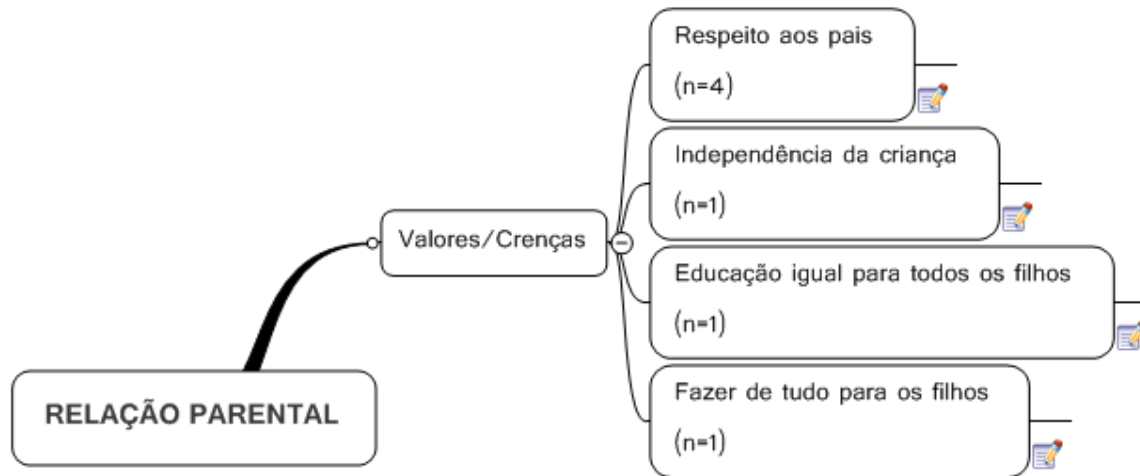 Respeito aos pais
(n=4)
Independência da criança
(n=1)
Valores/Crenças
Educação igual para todos os filhos
(n=1)
Fazer de tudo para os filhos
(n=1)
RELAÇÃO PARENTAL